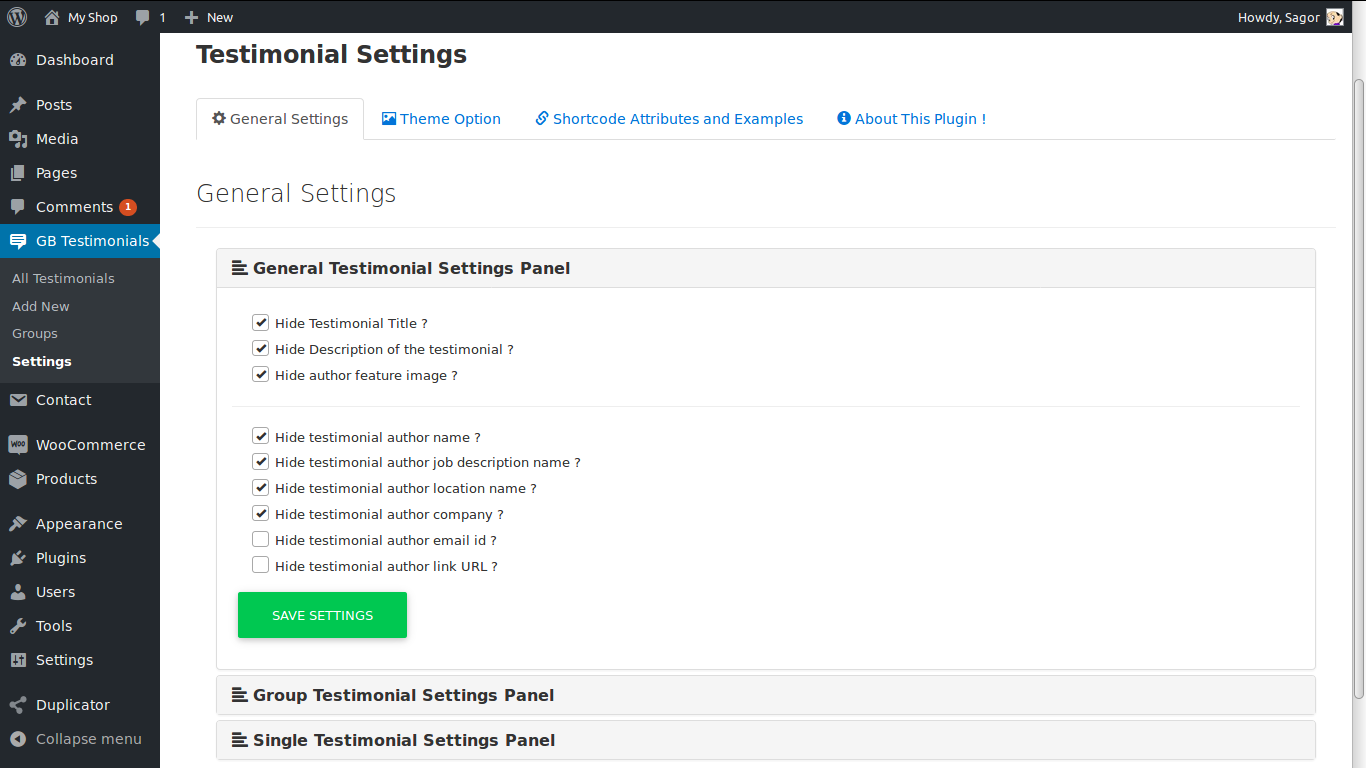 My Shop 1 New Howdy, Sagor
Dashboard
Posts
Media
Pages
Comments 1
GB Testimonials
All Testimonials
Add New
Groups
Settings
Contact
WOO WooCommerce
Products
Appearance
Plugins
Users
Tools
Settings
Duplicator
Collapse menu
Testimonial Settings
General Settings Theme Option Shortcode Attributes and Examples About This Plugin !
General Settings
General Testimonial Settings Panel
Hide Testimonial Title ?
Hide Description of the testimonial ?
Hide author feature image ?
Hide testimonial author name ?
Hide testimonial author job description name ?
Hide testimonial author location name ?
Hide testimonial author company ?
Hide testimonial author email id ?
Hide testimonial author link URL ?
SAVE SETTINGS
Group Testimonial Settings Panel
Single Testimonial Settings Panel